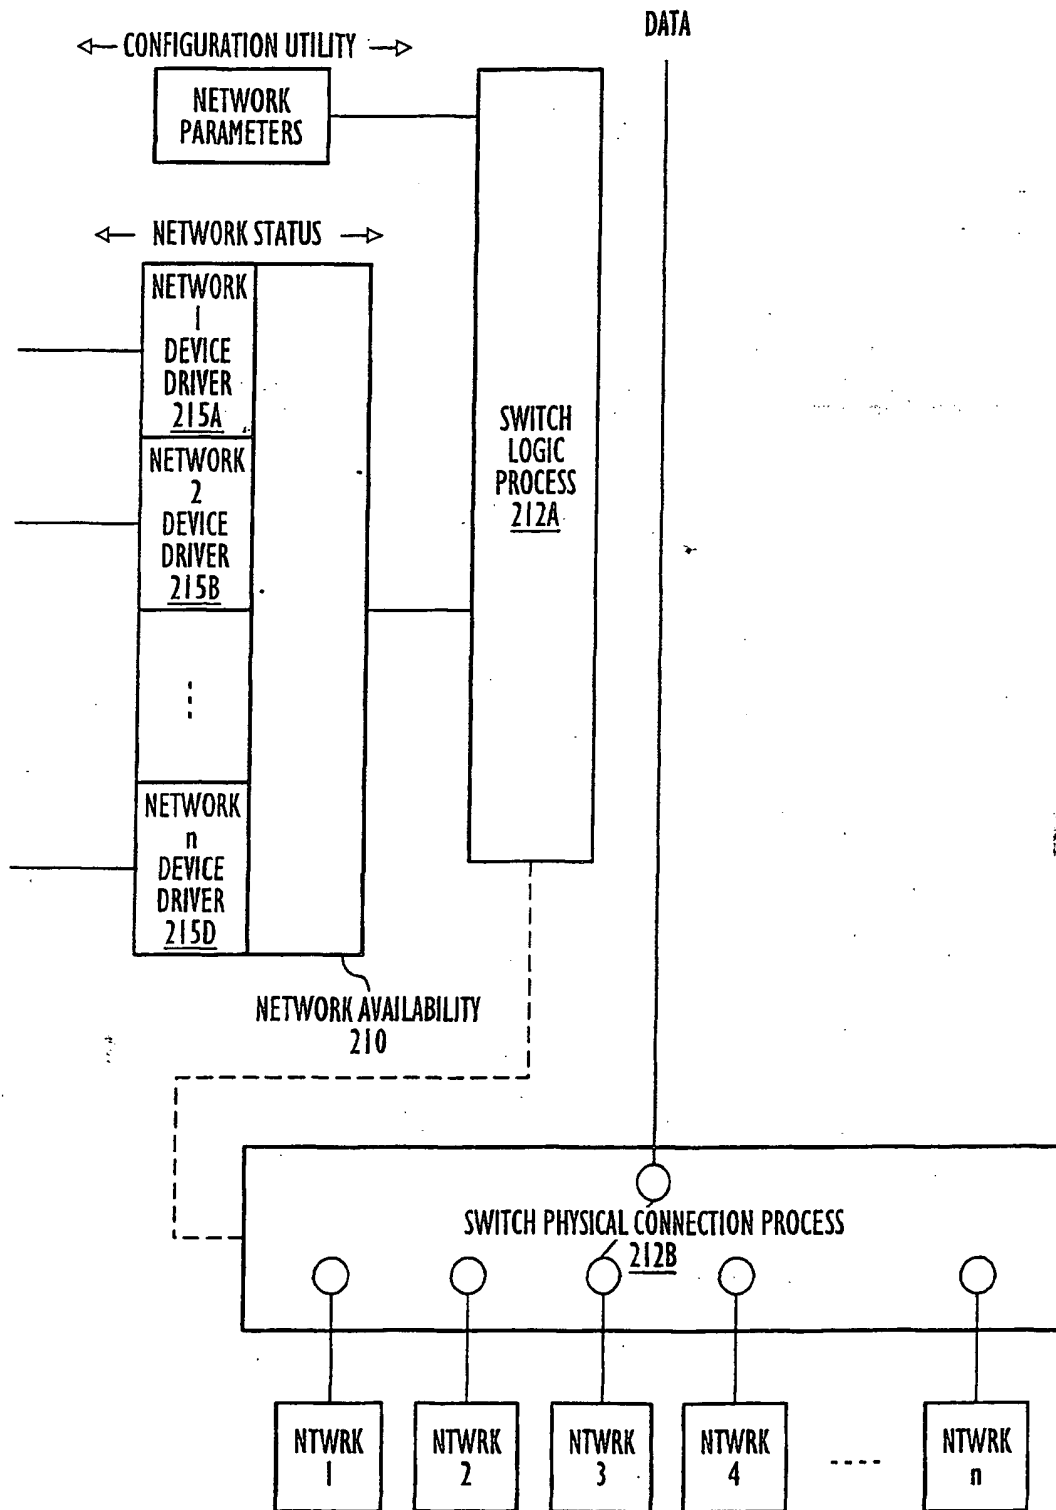 DATA
CONFIGURATION UTILITY
NETWORK
PARAMETERS
NETWORK STATUS
NETWORK
1
DEVICE
DRIVER
215A
NETWORK
2
DEVICE
DRIVER
215B
NETWORK
n
DEVICE
DRIVER
215D
NETWORK AVAILABILITY
210
SWITCH
LOGIC
PROCESS
212A
SWITCH PHYSICAL CONNECTION PROCESS
212B
NTWRK
1
NTWRK
2
NTWRK
3
NTWRK
4
NTWRK
n